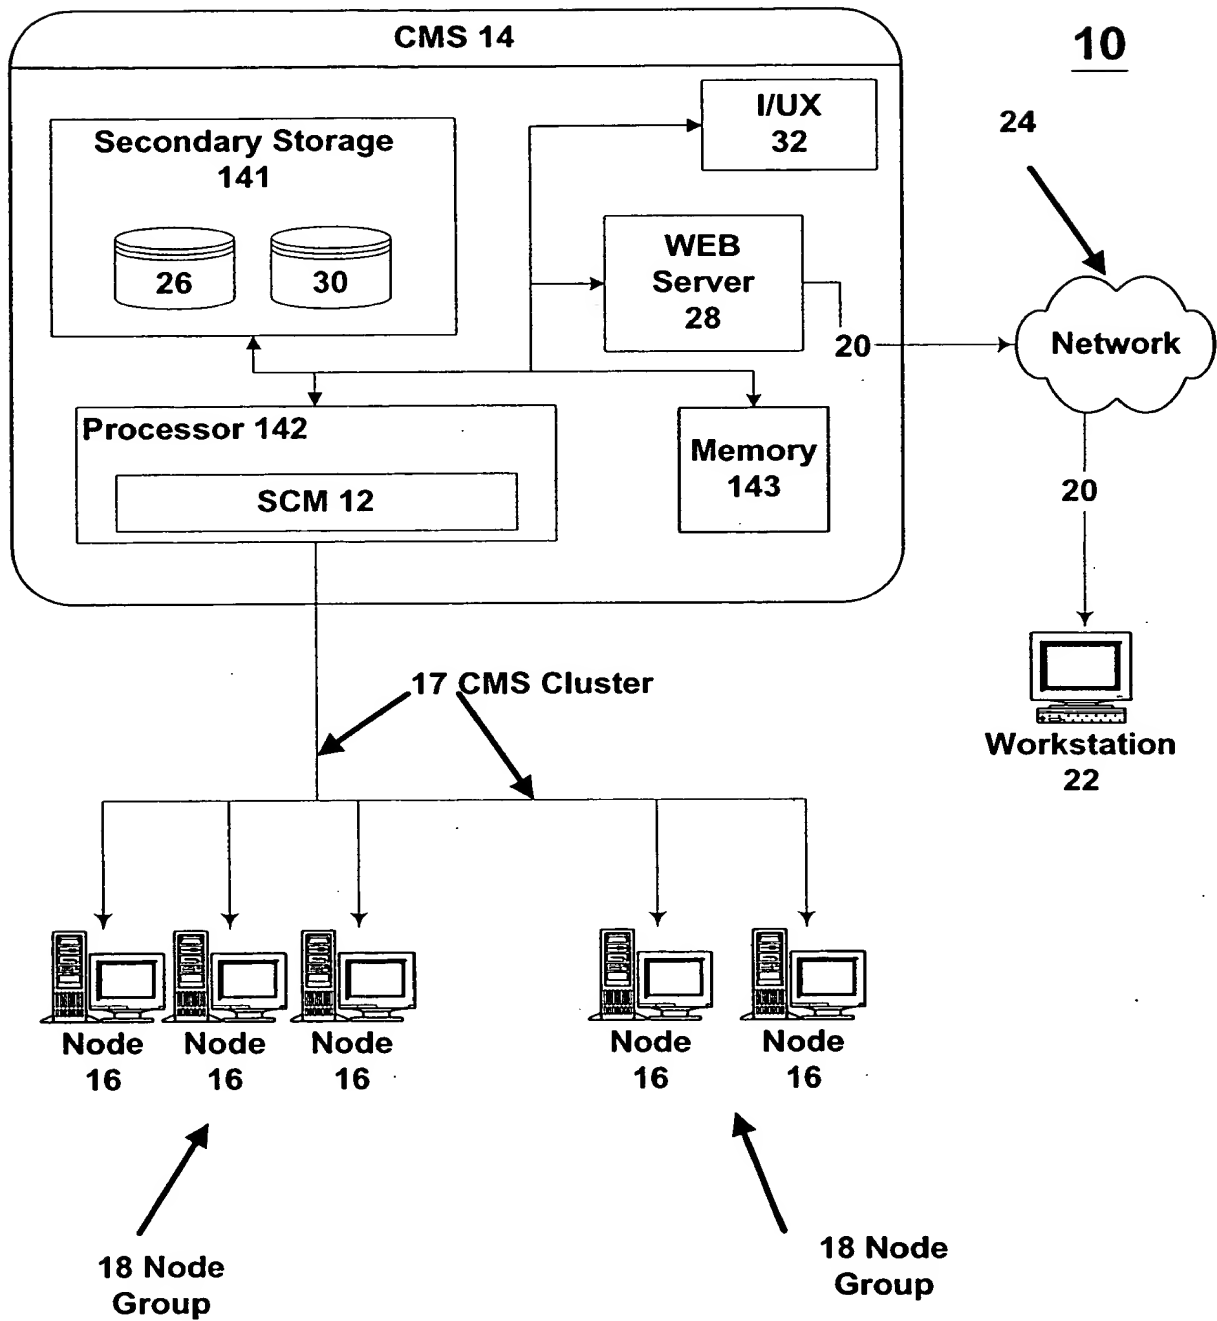 CMS 14
10
I/UX
32
24
Secondary Storage
141
26
30
WEB
Server
28
20
Network
Processor 142
SCM 12
Memory
143
20
17 CMS Cluster
Workstation
22
Node
16
Node
16
Node
16
Node
16
Node
16
18 Node
Group
18 Node
Group